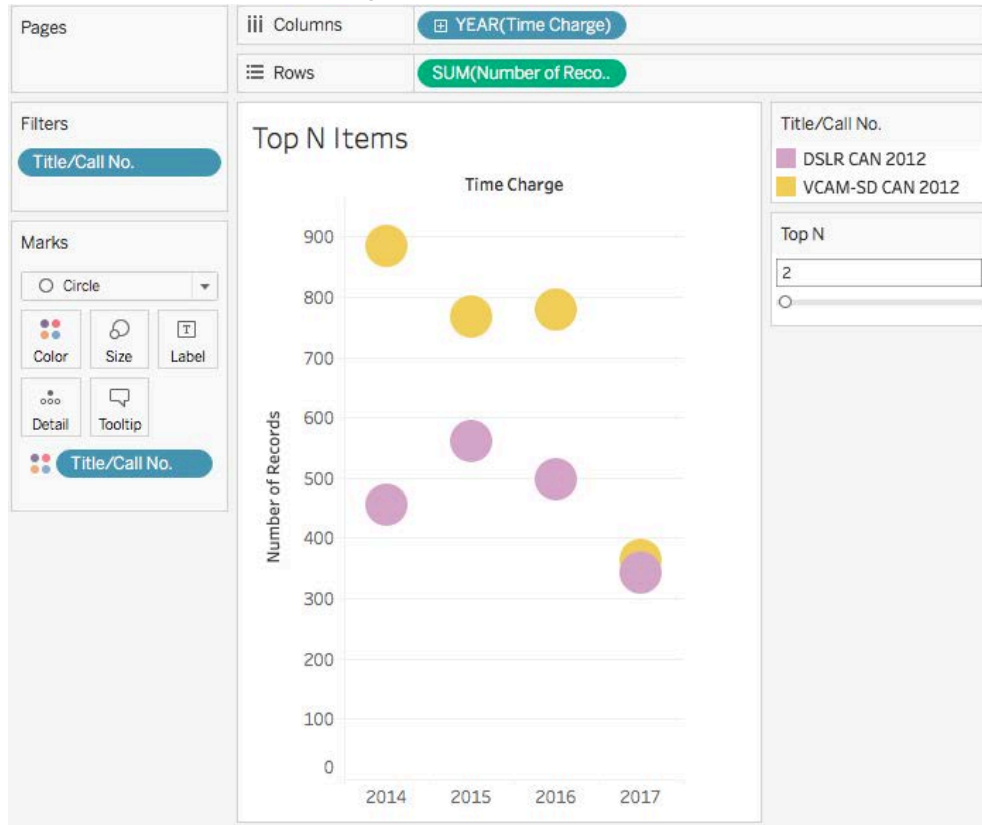 Pages
Columns
YEAR(Time Charge)
Rows
SUM(Number of Reco..
Filters
Title/Call No.
Marks
Circle
Color Size Label
Detail Tooltip
Title/Call No.
Top N Items
Time Charge
Number of Records
900
800
700
600
500
400
300
200
100
0
2014 2015 2016 2017
Title/Call No.
DSLR CAN 2012
VCAM-SD CAN 2012
Top N
2